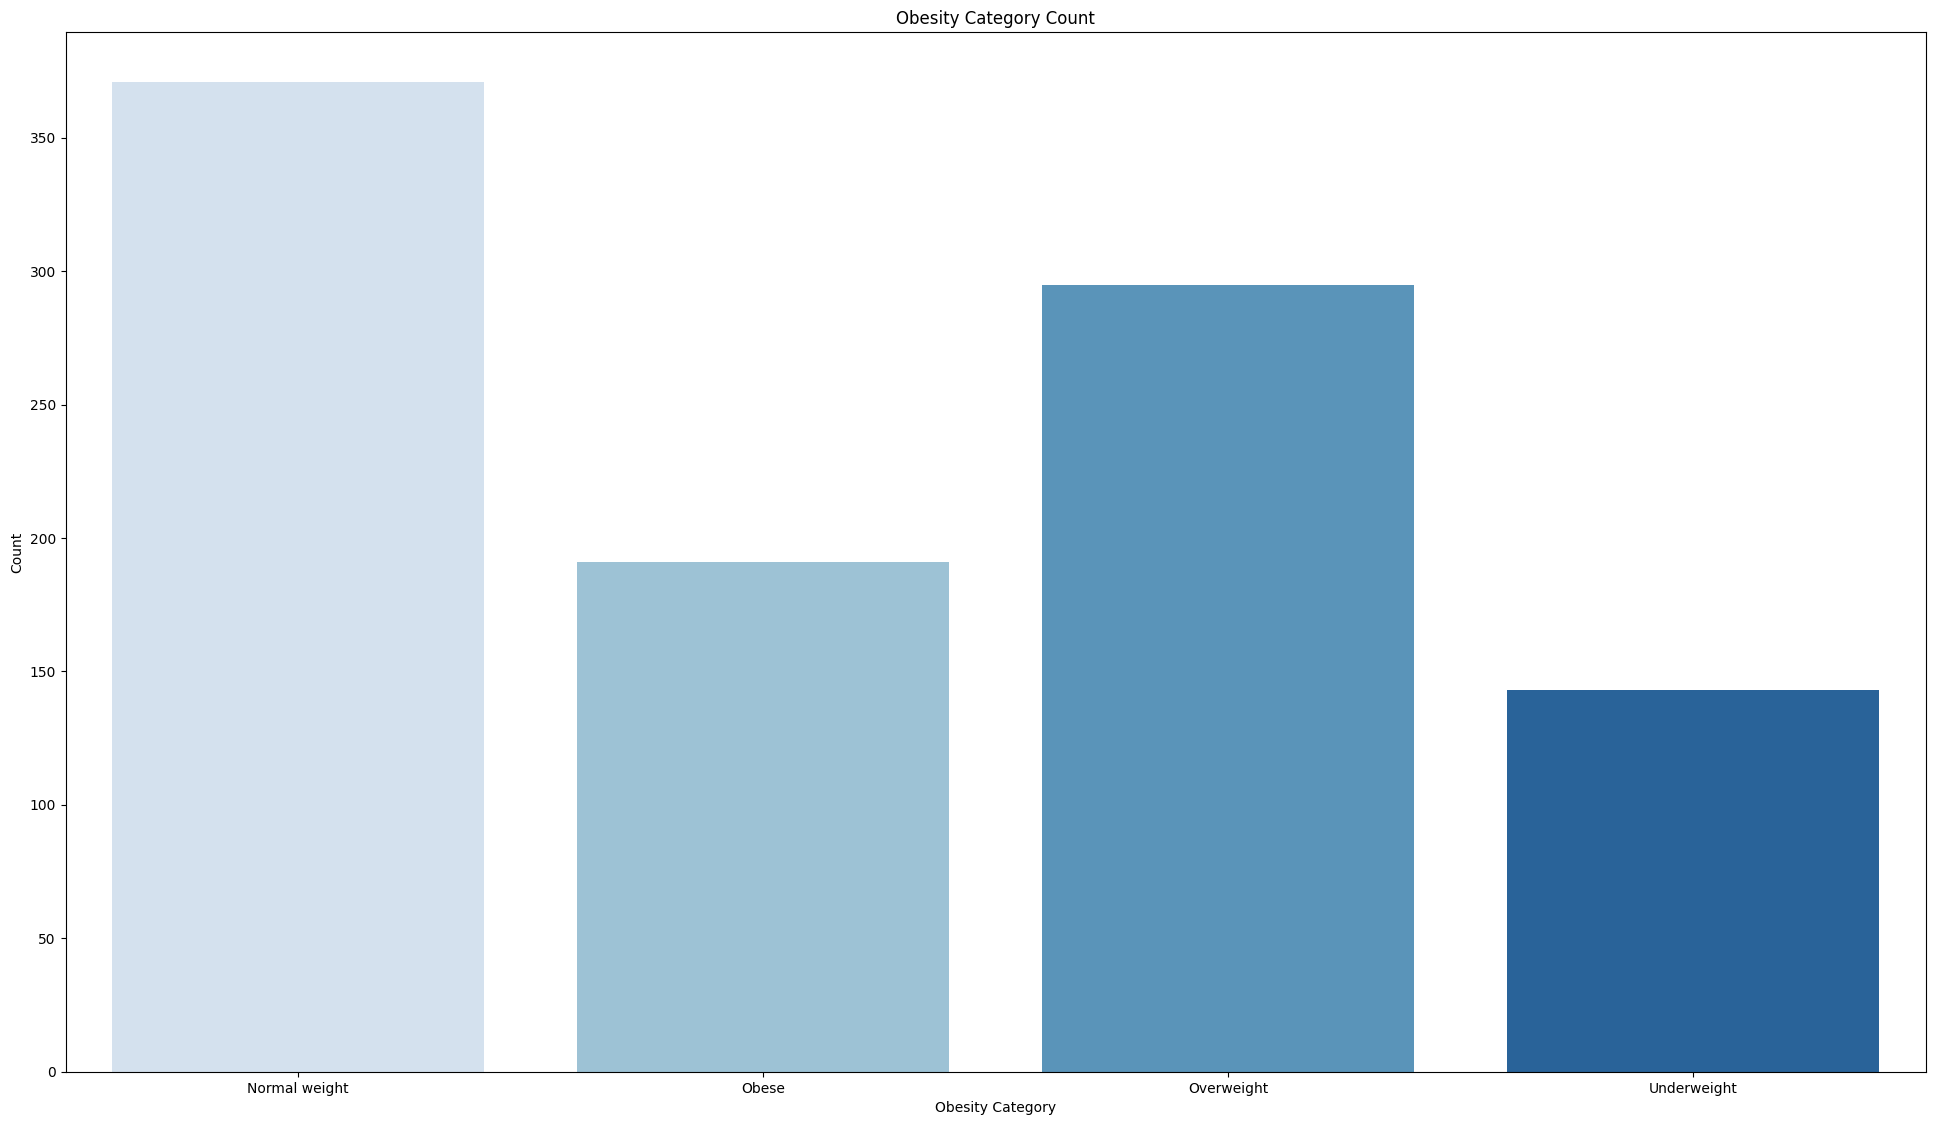 Obesity Category Count
350
300
250
200
150
100
50
0
Count
Normal weight
Obese
Overweight
Underweight
Obesity Category